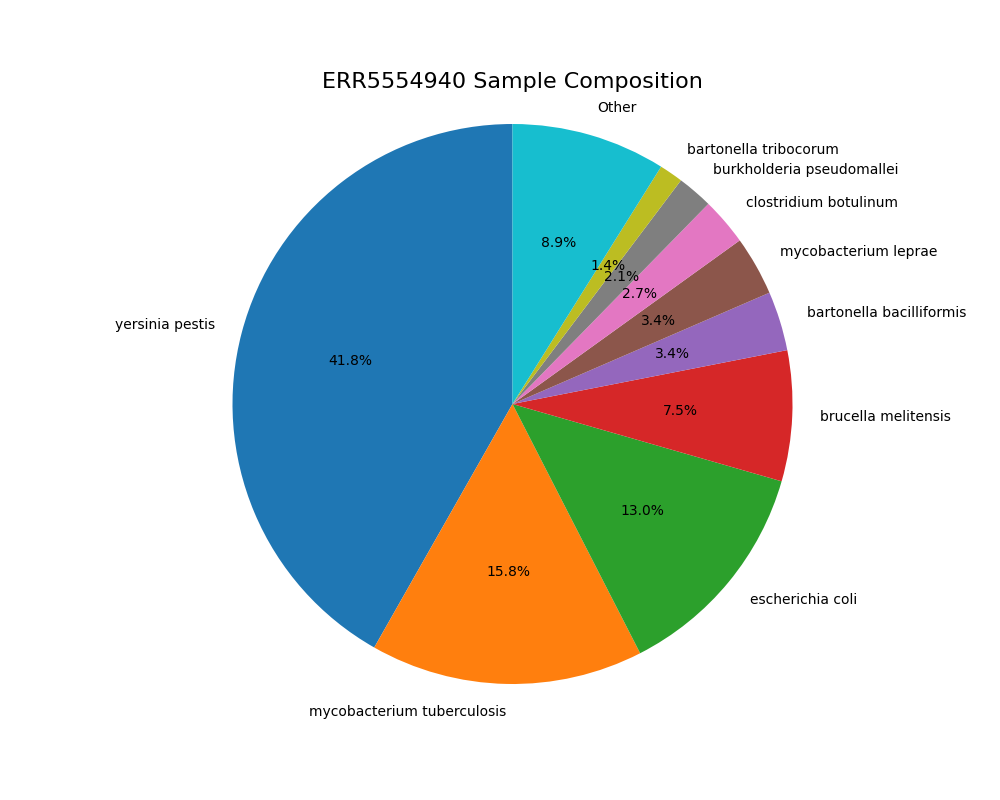 ERR5554940 Sample Composition
Other
bartonella tribocorum
burkholderia pseudomallei
clostridium botulinum
mycobacterium leprae
bartonella bacilliformis
brucella melitensis
escherichia coli
mycobacterium tuberculosis
yersinia pestis
8.9%
1.4%
2.1%
2.7%
3.4%
3.4%
7.5%
13.0%
15.8%
41.8%